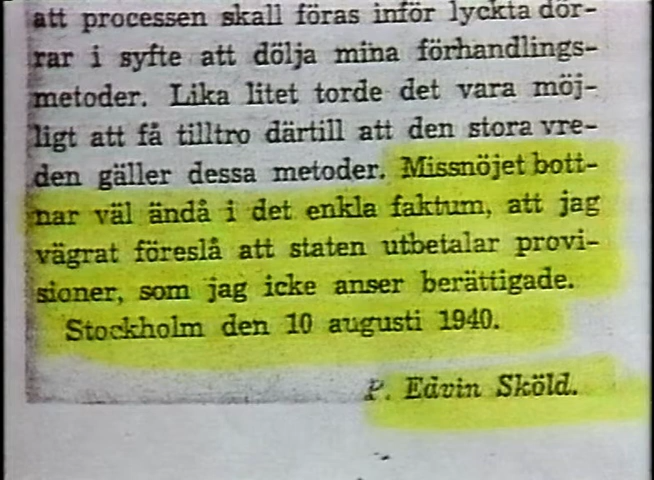 att processen skall föras inför lyckta dör-
rar i syfte att dölja mina förhandlings-
metoder. Lika litet torde det vara möj-
ligt att få tilltro därtill att den stora vre-
den gäller dessa metoder. Missnöjet bott-
nar väl ändå i det enkla faktum, att jag
vägrat föreslå att staten utbetalar provi-
sioner, som jag icke anser berättigade.
Stockholm den 10 augusti 1940.
P. Edvin Sköld.